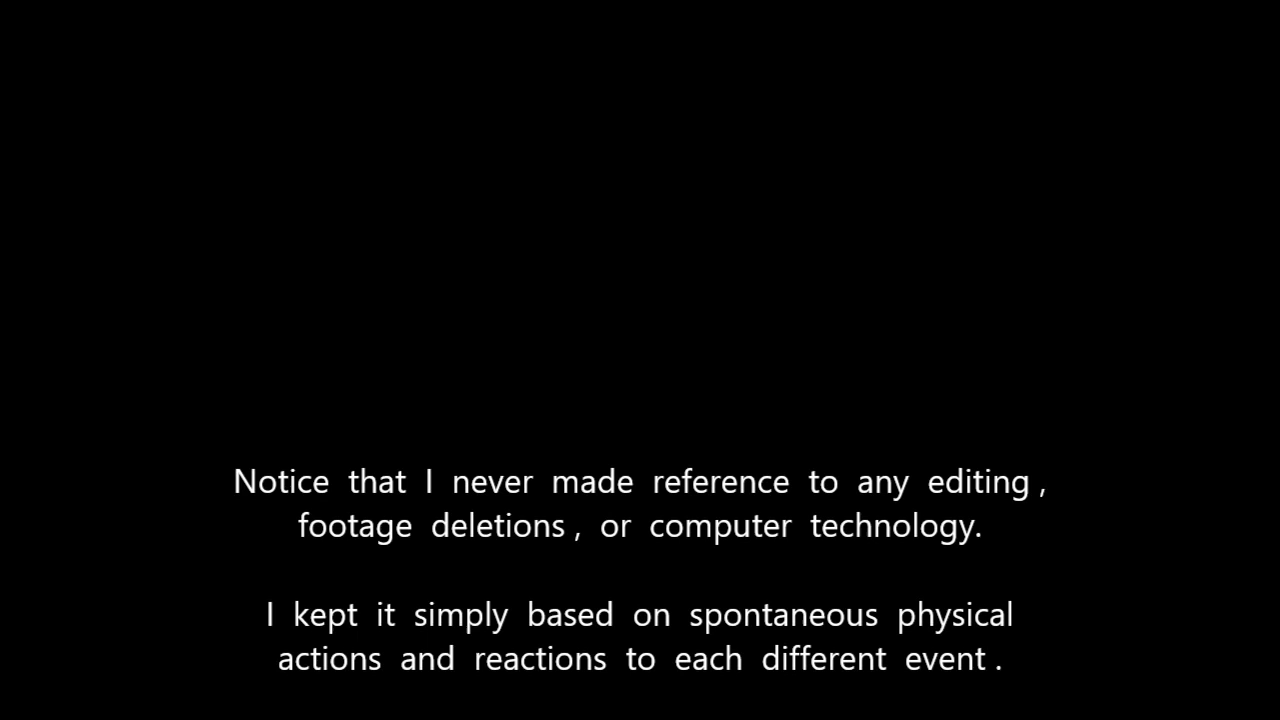 Notice that I never made reference to any editing ,
footage deletions , or computer technology.
I kept it simply based on spontaneous physical
actions and reactions to each different event .